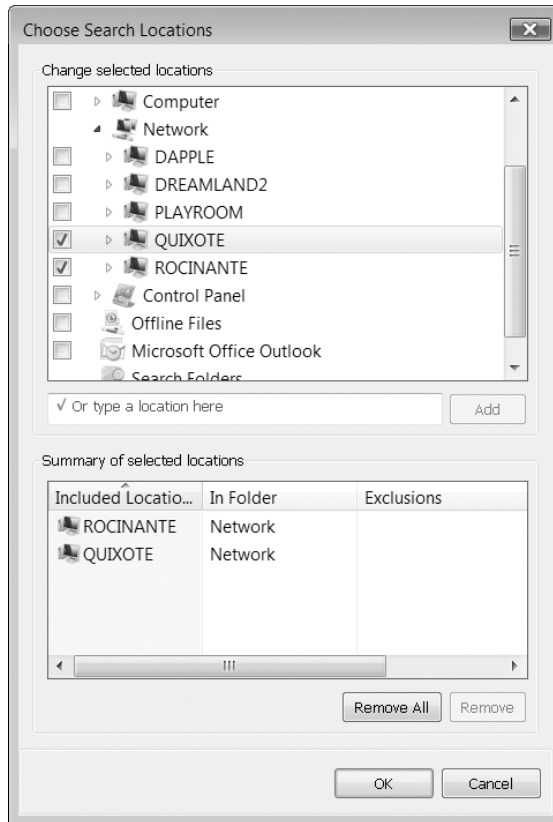 Choose Search Locations
Change selected locations
Computer
Network
DAPPLE
DREAMLAND2
PLAYROOM
QUIXOTE
ROCINANTE
Control Panel
Offline Files
Microsoft Office Outlook
Search Folders
√ Or type a location here
Add
Summary of selected locations
Included Locatio... In Folder Exclusions
ROCINANTE Network
QUIXOTE Network
Remove All Remove
OK Cancel